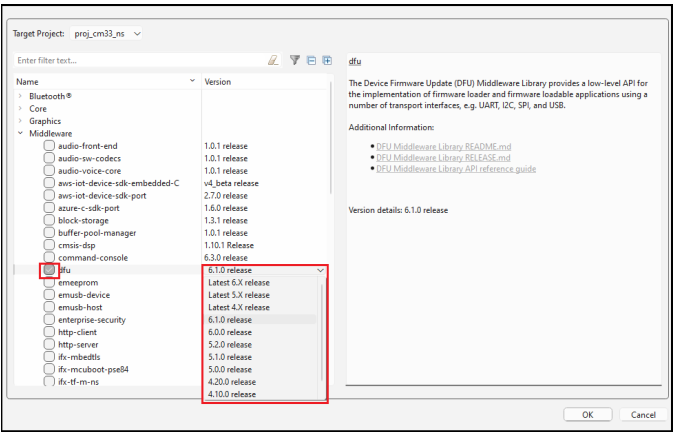 Target Project: proj_cm33_ns
Enter filter text...
Name Version
Bluetooth®
Core
Graphics
Middleware
audio-front-end 1.0.1 release
audio-sw-codecs 1.0.1 release
audio-voice-core 1.0.1 release
aws-iot-device-sdk-embedded-C v4_beta release
aws-iot-device-sdk-port 2.7.0 release
azure-c-sdk-port 1.6.0 release
block-storage 1.3.1 release
buffer-pool-manager 1.0.1 release
cmsis-dsp 1.10.1 Release
command-console 6.3.0 release
dfu 6.1.0 release
emeeprom Latest 6.X release
emusb-device Latest 5.X release
emusb-host Latest 4.X release
enterprise-security 6.1.0 release
http-client 6.0.0 release
http-server 5.2.0 release
ifx-mbedtls 5.1.0 release
ifx-mcuboot-pse84 5.0.0 release
ifx-tf-m-ns 4.20.0 release
4.10.0 release
dfu
The Device Firmware Update (DFU) Middleware Library provides a low-level API for
the implementation of firmware loader and firmware loadable applications using a
number of transport interfaces, e.g. UART, I2C, SPI, and USB.
Additional Information:
• DFU Middleware Library README.md
• DFU Middleware Library RELEASE.md
• DFU Middleware Library API reference guide
Version details: 6.1.0 release
OK Cancel